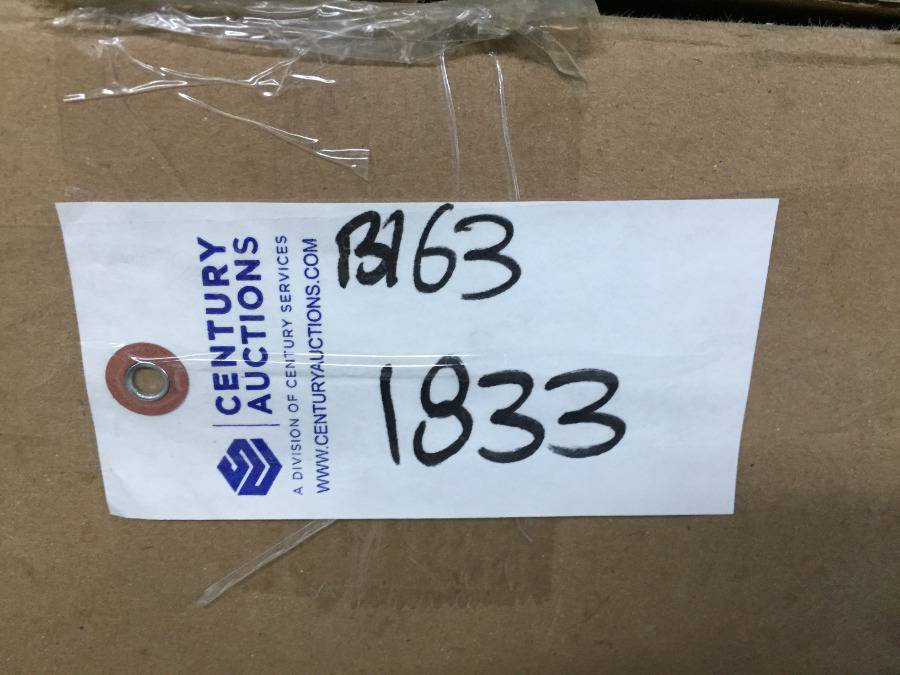 B163
1833
CENTURY
AUCTIONS
A DIVISION OF CENTURY SERVICES
WWW.CENTURYAUCTIONS.COM